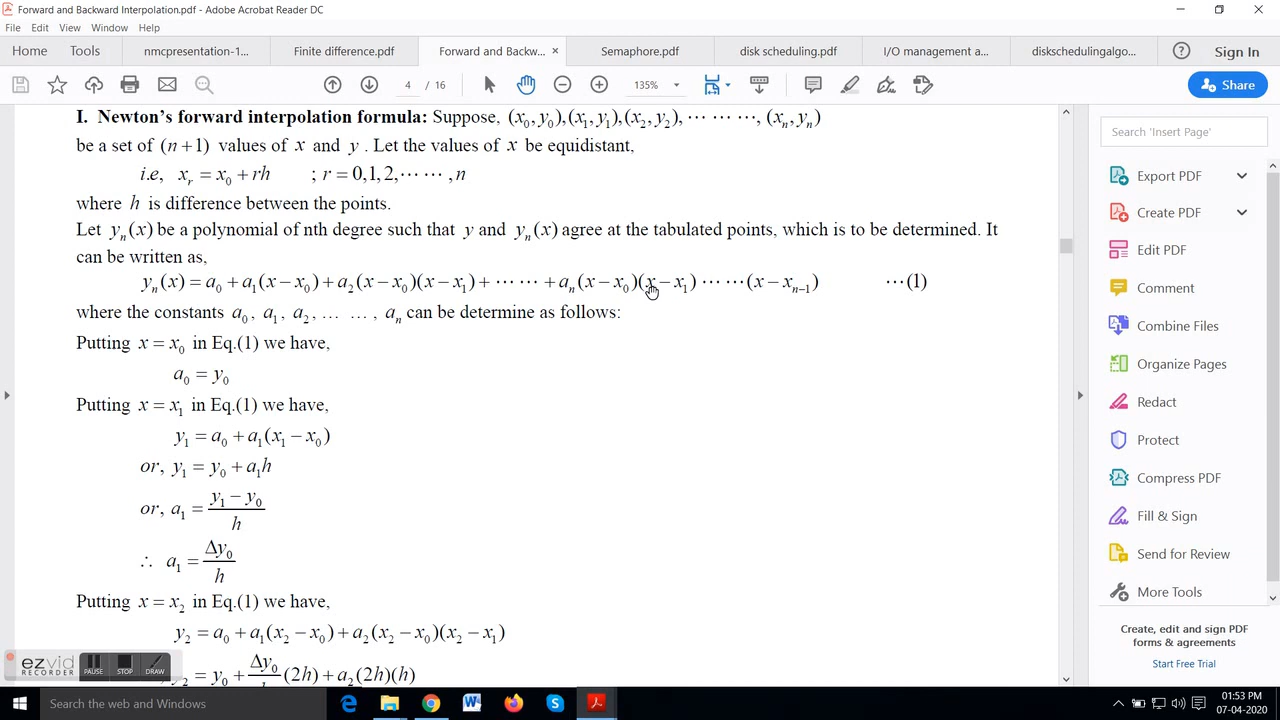 Forward and Backward Interpolation.pdf - Adobe Acrobat Reader DC
File Edit View Window Help
Home Tools nmcpresentation-1... Finite difference.pdf Forward and Backw... × Semaphore.pdf disk scheduling.pdf I/O management a... diskschedulingalgo... Sign In
4 / 16 135% Share
I. Newton's forward interpolation formula: Suppose, (x₀, y₀),(x₁, y₁),(x₂, y₂), ⋯ ⋯ ⋯, (xₙ, yₙ)
be a set of (n+1) values of x and y. Let the values of x be equidistant,
i.e, xᵣ = x₀ + rh ; r = 0,1,2,⋯ ⋯, n
where h is difference between the points.
Let yₙ(x) be a polynomial of nth degree such that y and yₙ(x) agree at the tabulated points, which is to be determined. It
can be written as,
yₙ(x) = a₀ + a₁(x − x₀) + a₂(x − x₀)(x − x₁) + ⋯ ⋯ + aₙ(x − x₀)(x − x₁) ⋯ ⋯(x − xₙ₋₁) ⋯(1)
where the constants a₀, a₁, a₂, … …, aₙ can be determine as follows:
Putting x = x₀ in Eq.(1) we have,
a₀ = y₀
Putting x = x₁ in Eq.(1) we have,
y₁ = a₀ + a₁(x₁ − x₀)
or, y₁ = y₀ + a₁h
or, a₁ = (y₁ − y₀)/h
∴ a₁ = Δy₀/h
Putting x = x₂ in Eq.(1) we have,
y₂ = a₀ + a₁(x₂ − x₀) + a₂(x₂ − x₀)(x₂ − x₁)
y₂ = y₀ + Δy₀/h (2h) + a₂(2h)(h)
Search 'Insert Page'
Export PDF
Create PDF
Edit PDF
Comment
Combine Files
Organize Pages
Redact
Protect
Compress PDF
Fill & Sign
Send for Review
More Tools
Create, edit and sign PDF
forms & agreements
Start Free Trial
ezvid
RECORDER
PAUSE STOP DRAW
Search the web and Windows
01:53 PM
07-04-2020